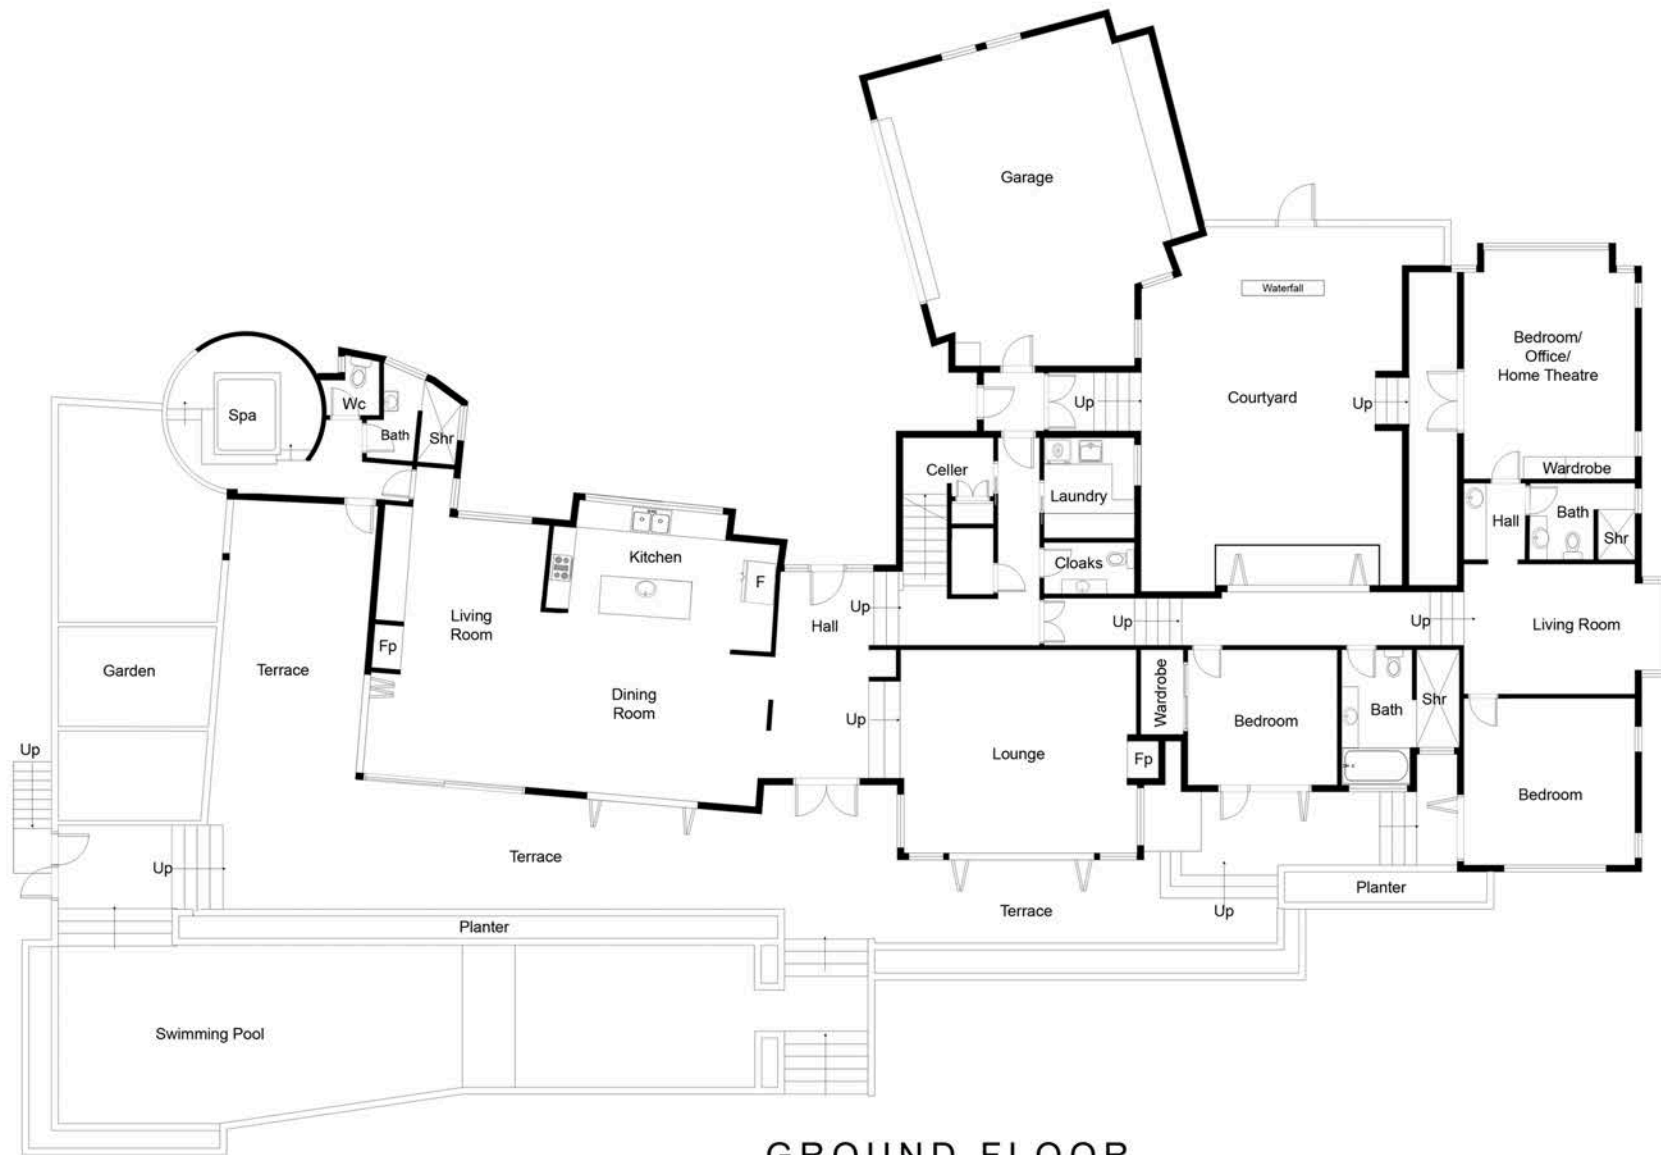 Garage
Waterfall
Bedroom/
Office/
Home Theatre
Courtyard
Up
Up
Spa
Wc
Bath
Shr
Celler
Laundry
Wardrobe
Hall
Bath
Shr
Cloaks
Kitchen
F
Living
Room
Up
Hall
Up
Up
Living Room
Fp
Garden
Terrace
Dining
Room
Wardrobe
Bedroom
Bath
Shr
Up
Lounge
Fp
Up
Bedroom
Terrace
Up
Planter
Terrace
Up
Planter
Swimming Pool
GROUND FLOOR